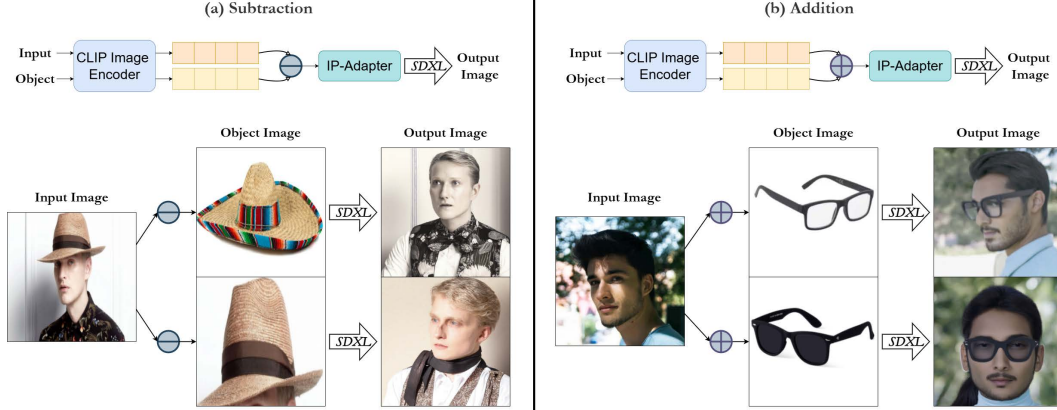 (a) Subtraction
Input
Object
CLIP Image
Encoder
IP-Adapter
SDXL
Output
Image
Object Image
Output Image
Input Image
SDXL
SDXL
(b) Addition
Input
Object
CLIP Image
Encoder
IP-Adapter
SDXL
Output
Image
Object Image
Output Image
Input Image
SDXL
SDXL